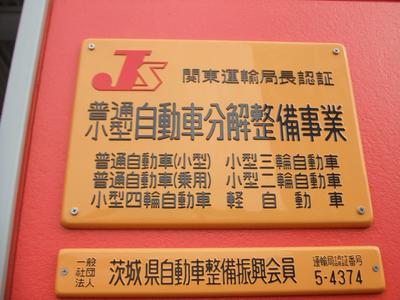 JS 関東運輸局長認証
普通
小型 自動車分解整備事業
普通自動車(小型) 小型三輪自動車
普通自動車(乗用) 小型二輪自動車
小型四輪自動車 軽自動車
一般
社団
法人 茨城県自動車整備振興会員
運輸局認証番号
5-4374